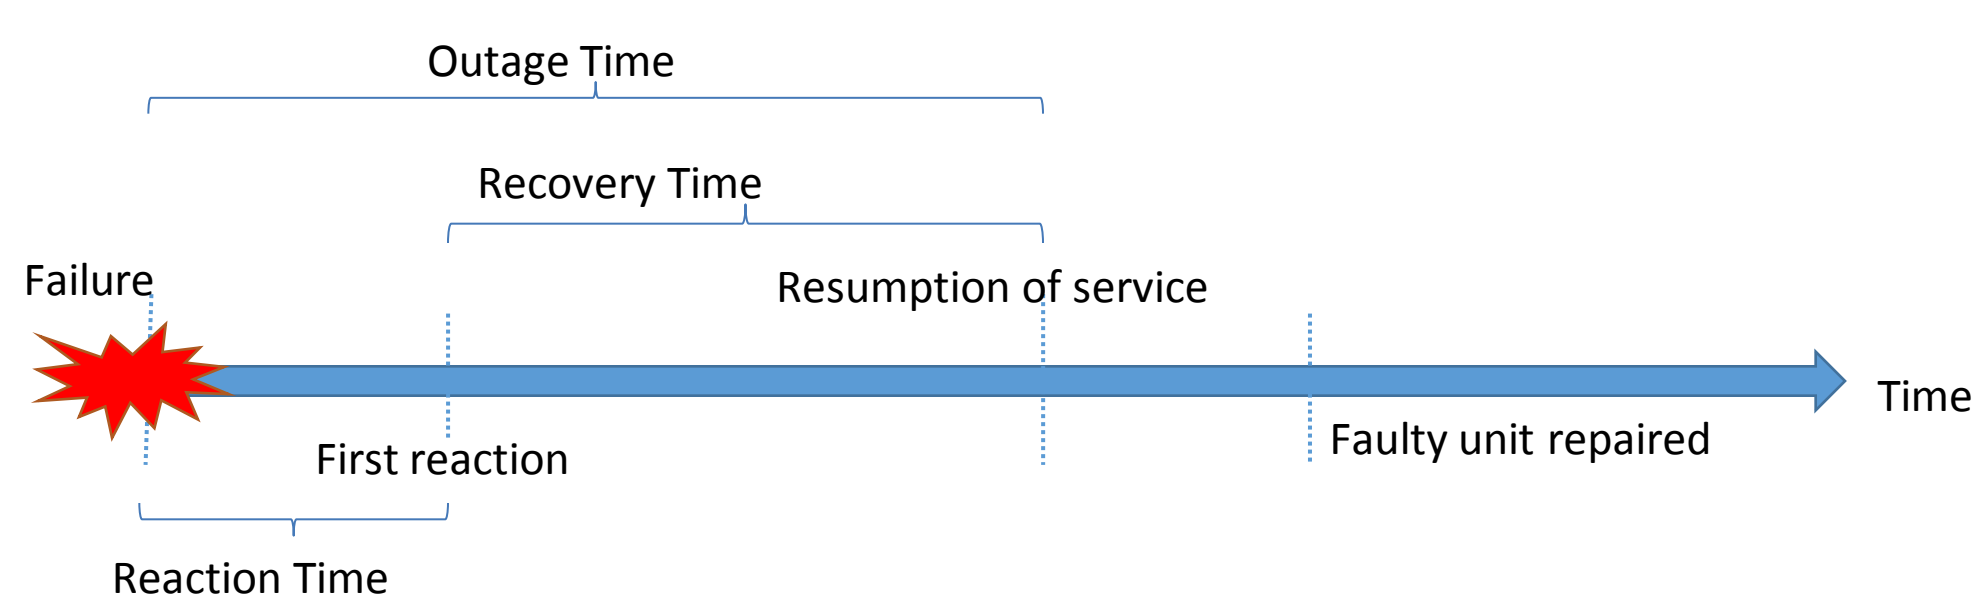 Outage Time
Recovery Time
Failure
Resumption of service
Time
First reaction
Faulty unit repaired
Reaction Time